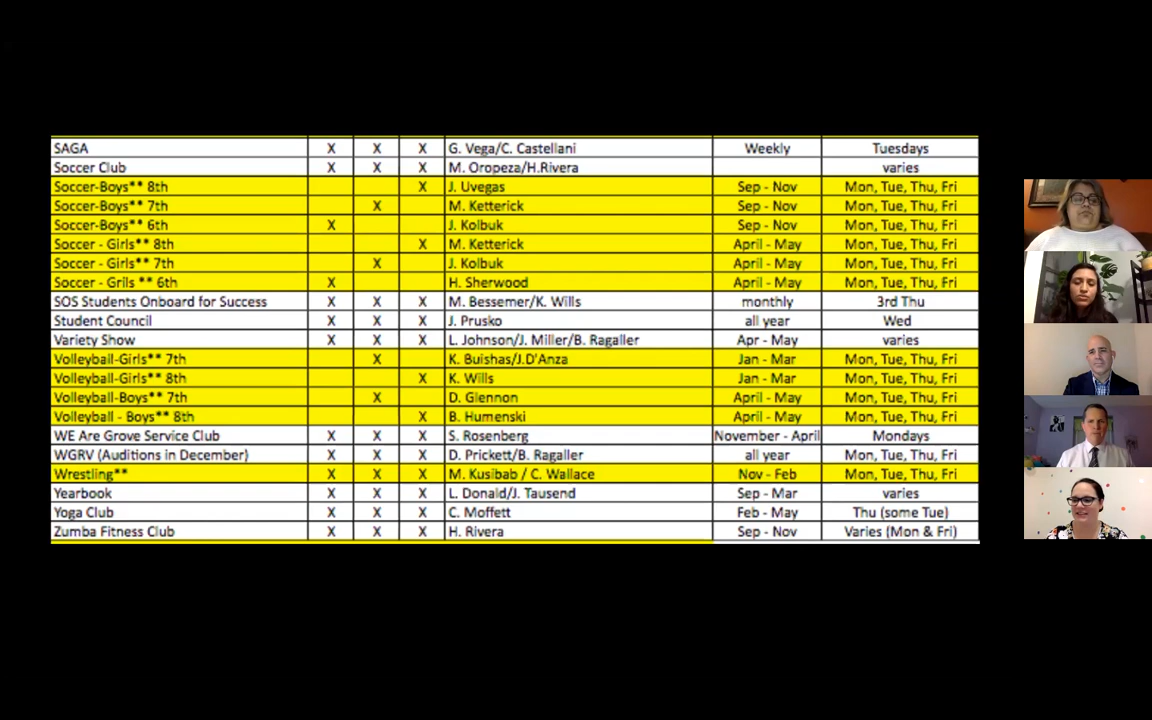 SAGA X X X G. Vega/C. Castellani Weekly Tuesdays
Soccer Club X X X M. Oropeza/H.Rivera varies
Soccer-Boys** 8th X J. Uvegas Sep - Nov Mon, Tue, Thu, Fri
Soccer-Boys** 7th X M. Ketterick Sep - Nov Mon, Tue, Thu, Fri
Soccer-Boys** 6th X J. Kolbuk Sep - Nov Mon, Tue, Thu, Fri
Soccer - Girls** 8th X M. Ketterick April - May Mon, Tue, Thu, Fri
Soccer - Girls** 7th X J. Kolbuk April - May Mon, Tue, Thu, Fri
Soccer - Grils ** 6th X H. Sherwood April - May Mon, Tue, Thu, Fri
SOS Students Onboard for Success X X X M. Bessemer/K. Wills monthly 3rd Thu
Student Council X X X J. Prusko all year Wed
Variety Show X X X L. Johnson/J. Miller/B. Ragaller Apr - May varies
Volleyball-Girls** 7th X K. Buishas/J.D'Anza Jan - Mar Mon, Tue, Thu, Fri
Volleyball-Girls** 8th X K. Wills Jan - Mar Mon, Tue, Thu, Fri
Volleyball-Boys** 7th X D. Glennon April - May Mon, Tue, Thu, Fri
Volleyball - Boys** 8th X B. Humenski April - May Mon, Tue, Thu, Fri
WE Are Grove Service Club X X X S. Rosenberg November - April Mondays
WGRV (Auditions in December) X X X D. Prickett/B. Ragaller all year Mon, Tue, Thu, Fri
Wrestling** X X X M. Kusibab / C. Wallace Nov - Feb Mon, Tue, Thu, Fri
Yearbook X X X L. Donald/J. Tausend Sep - Mar varies
Yoga Club X X X C. Moffett Feb - May Thu (some Tue)
Zumba Fitness Club X X X H. Rivera Sep - Nov Varies (Mon & Fri)